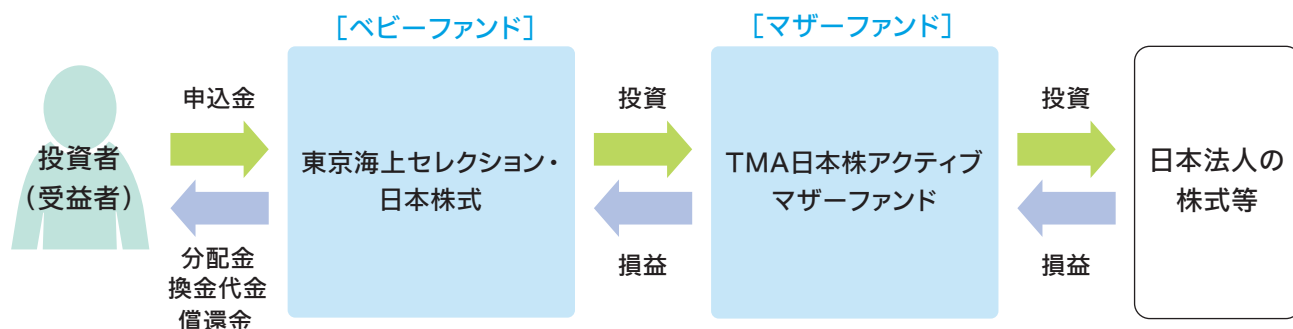 ［ベビーファンド］
［マザーファンド］
申込金
投資
投資
投資者
（受益者）
東京海上セレクション・
日本株式
TMA日本株アクティブ
マザーファンド
日本法人の
株式等
分配金
換金代金
償還金
損益
損益